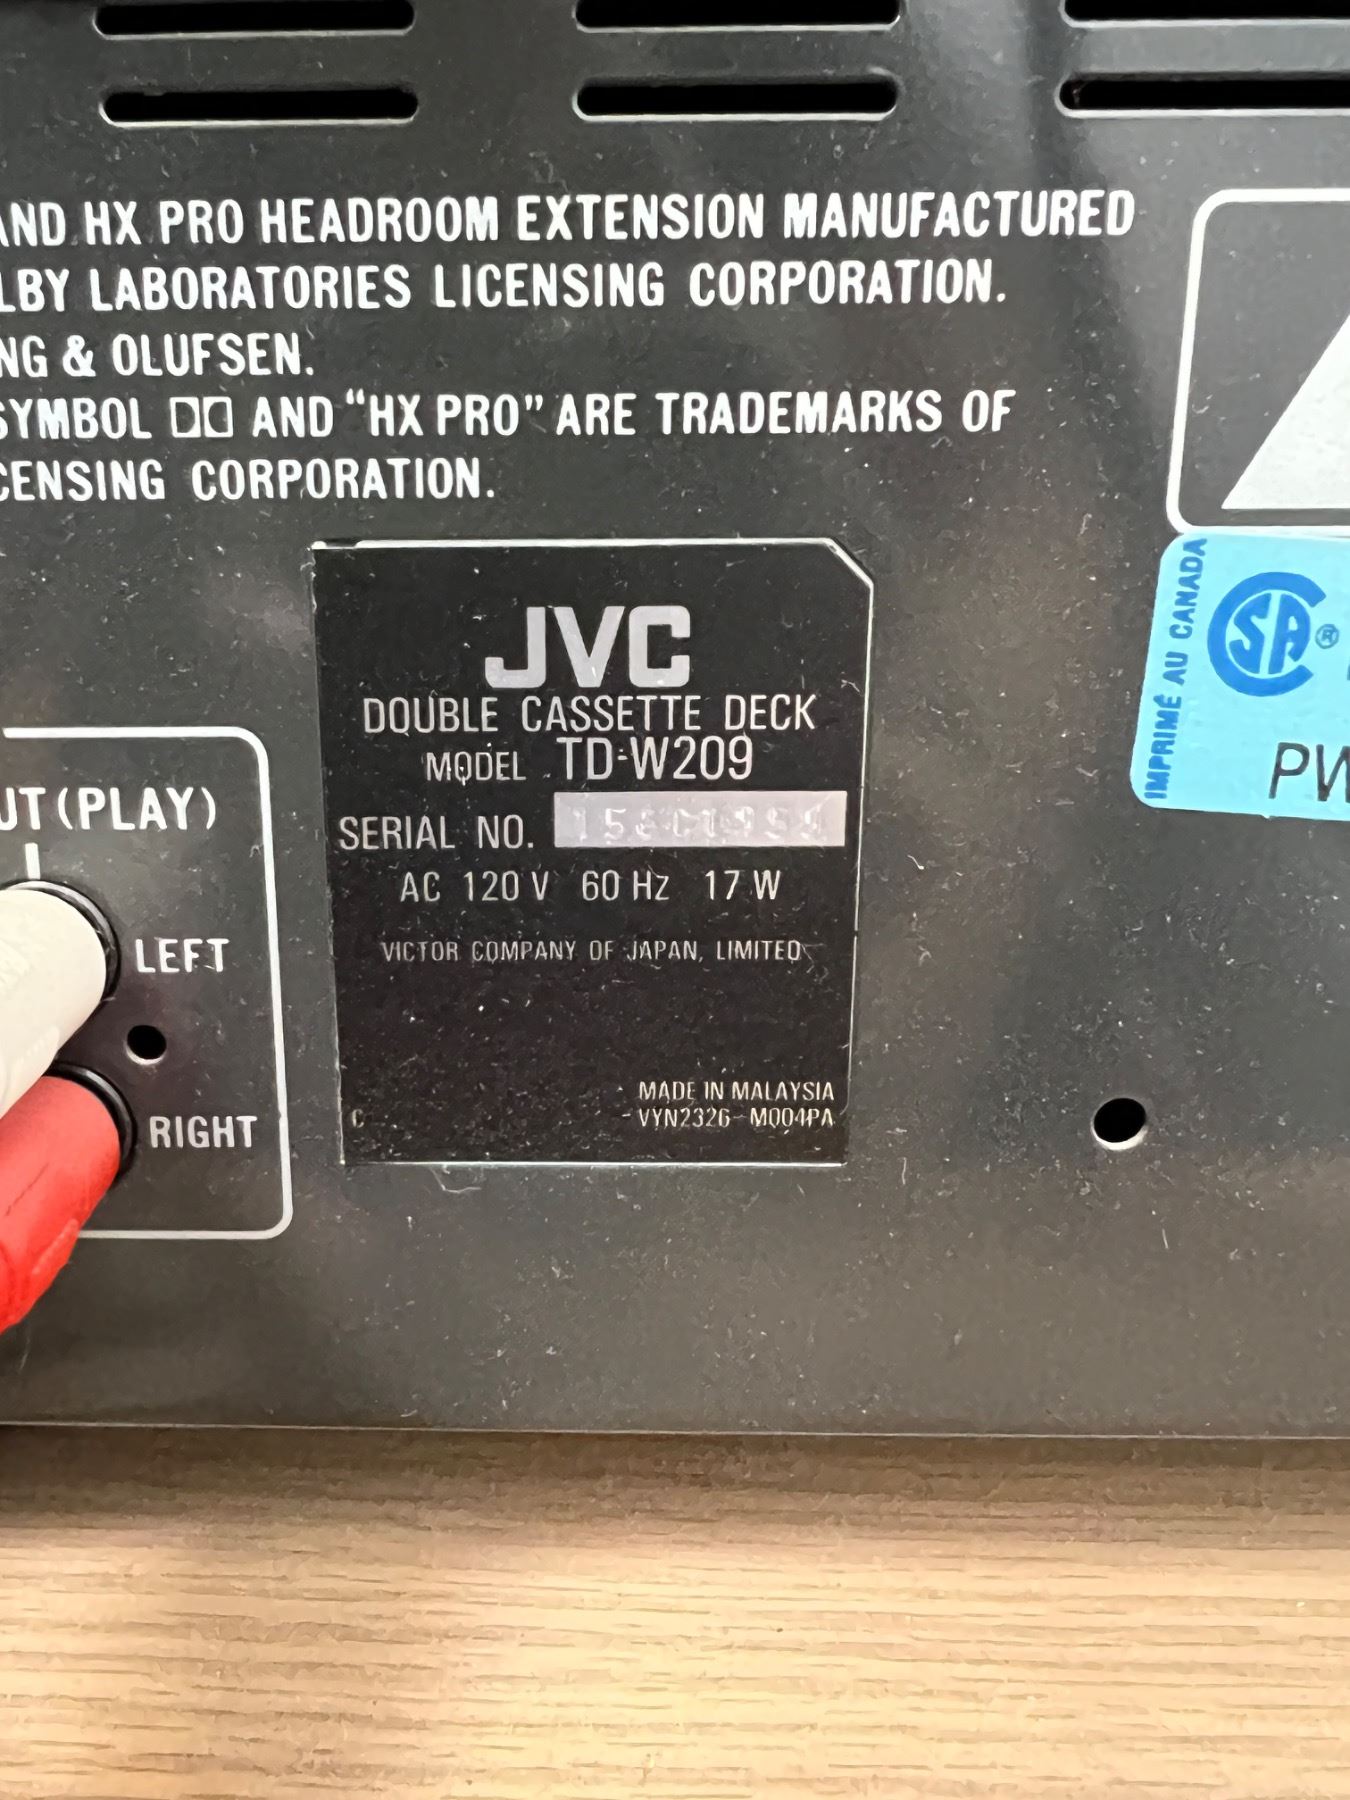 AND HX PRO HEADROOM EXTENSION MANUFACTURED
LBY LABORATORIES LICENSING CORPORATION.
NG & OLUFSEN.
SYMBOL AND "HX PRO" ARE TRADEMARKS OF
CENSING CORPORATION.
JVC
DOUBLE CASSETTE DECK
MODEL TD-W209
SERIAL NO.
AC 120 V 60 Hz 17 W
VICTOR COMPANY OF JAPAN, LIMITED
MADE IN MALAYSIA
C VYN2326-M004PA
UT (PLAY)
LEFT
RIGHT
IMPRIMÉ AU CANADA
SA ®
PW